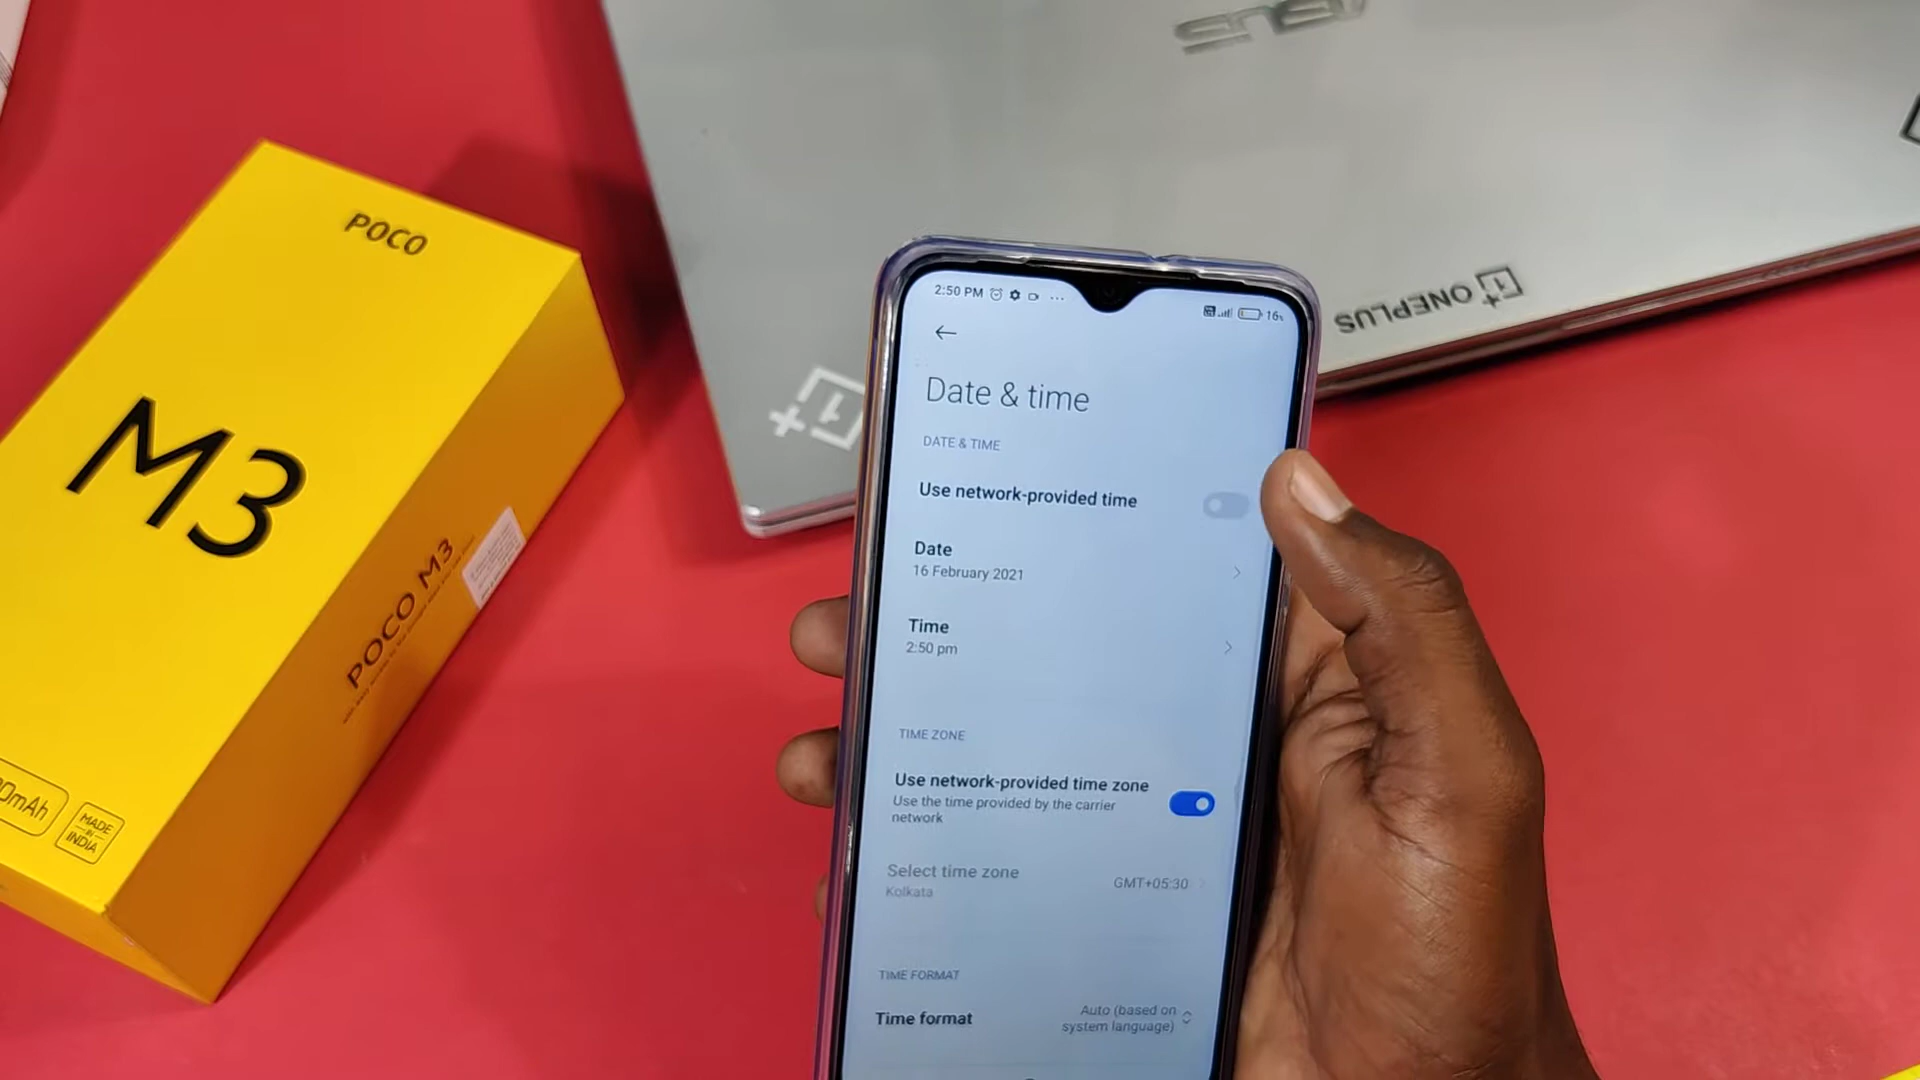 POCO
M3
POCO M3
00mAh
MADE
IN
INDIA
ASUS
ONEPLUS
2:50 PM
16%
Date & time
DATE & TIME
Use network-provided time
Date
16 February 2021
Time
2:50 pm
TIME ZONE
Use network-provided time zone
Use the time provided by the carrier
network
Select time zone
GMT+05:30
Kolkata
TIME FORMAT
Time format
Auto (based on
system language)